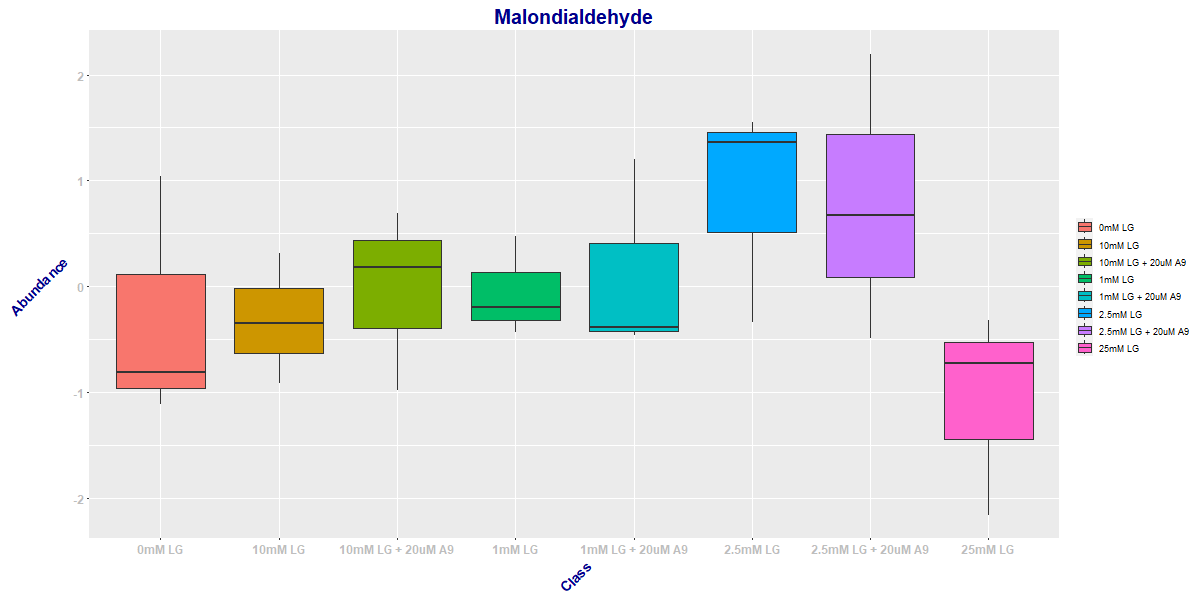 Malondialdehyde
Abundance
2
1
0
-1
-2
0mM LG
10mM LG
10mM LG + 20uM A9
1mM LG
1mM LG + 20uM A9
2.5mM LG
2.5mM LG + 20uM A9
25mM LG
Class
0mM LG
10mM LG
10mM LG + 20uM A9
1mM LG
1mM LG + 20uM A9
2.5mM LG
2.5mM LG + 20uM A9
25mM LG